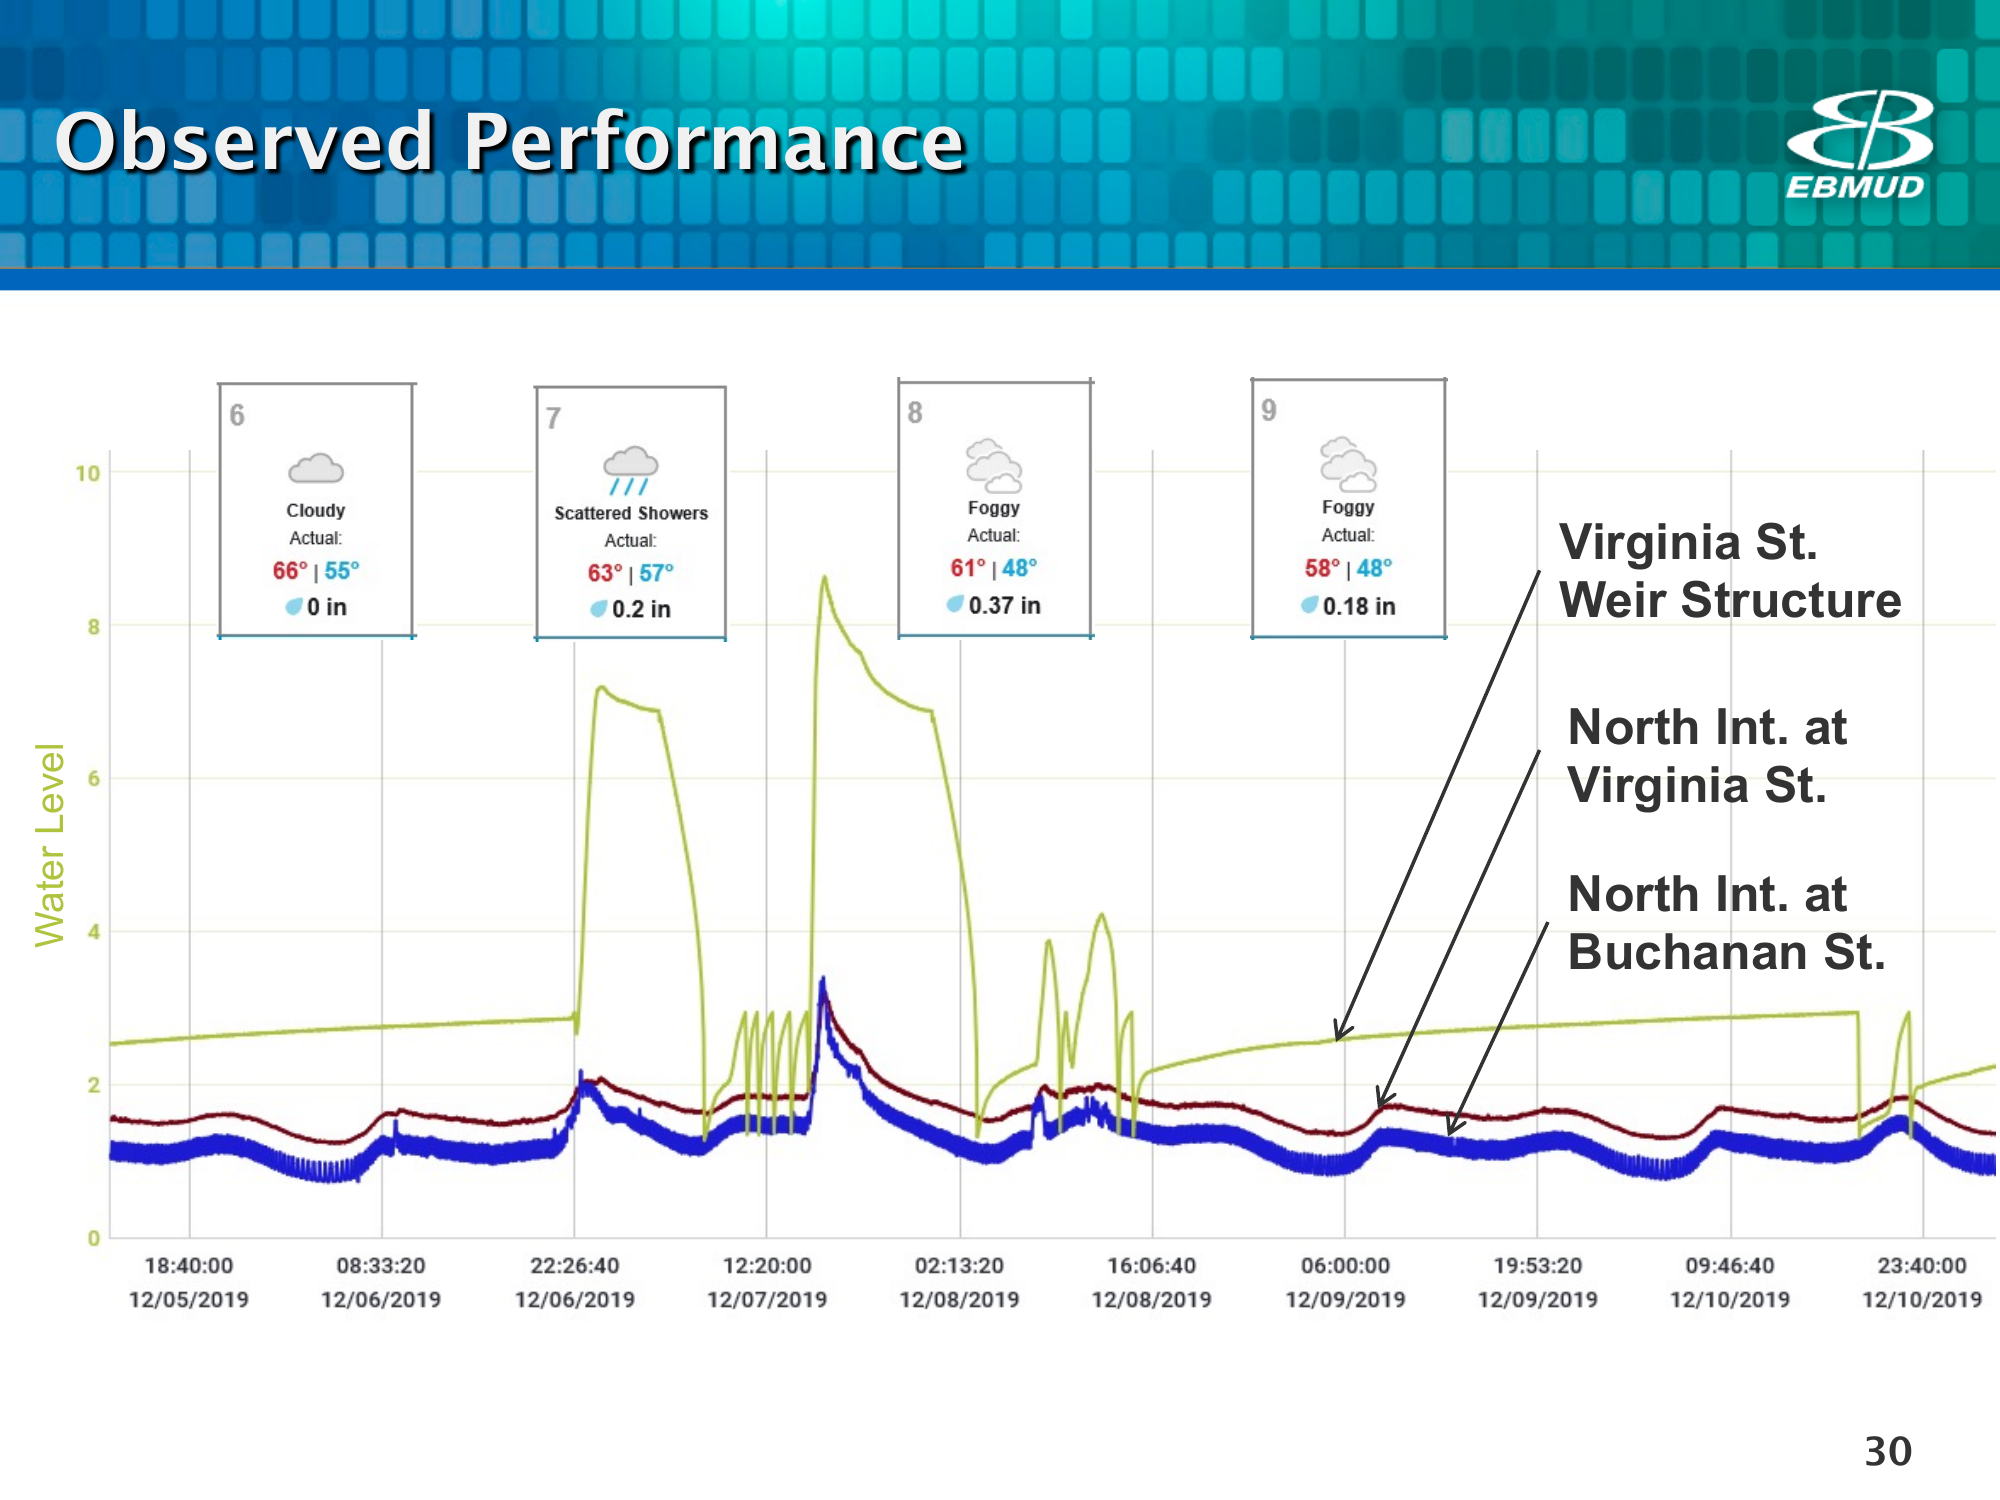 Observed Performance
EBMUD
6
Cloudy
Actual:
66° | 55°
0 in
7
Scattered Showers
Actual:
63° | 57°
0.2 in
8
Foggy
Actual:
61° | 48°
0.37 in
9
Foggy
Actual:
58° | 48°
0.18 in
Virginia St.
Weir Structure
North Int. at
Virginia St.
North Int. at
Buchanan St.
Water Level
10
8
6
4
2
0
18:40:00
12/05/2019
08:33:20
12/06/2019
22:26:40
12/06/2019
12:20:00
12/07/2019
02:13:20
12/08/2019
16:06:40
12/08/2019
06:00:00
12/09/2019
19:53:20
12/09/2019
09:46:40
12/10/2019
23:40:00
12/10/2019
30